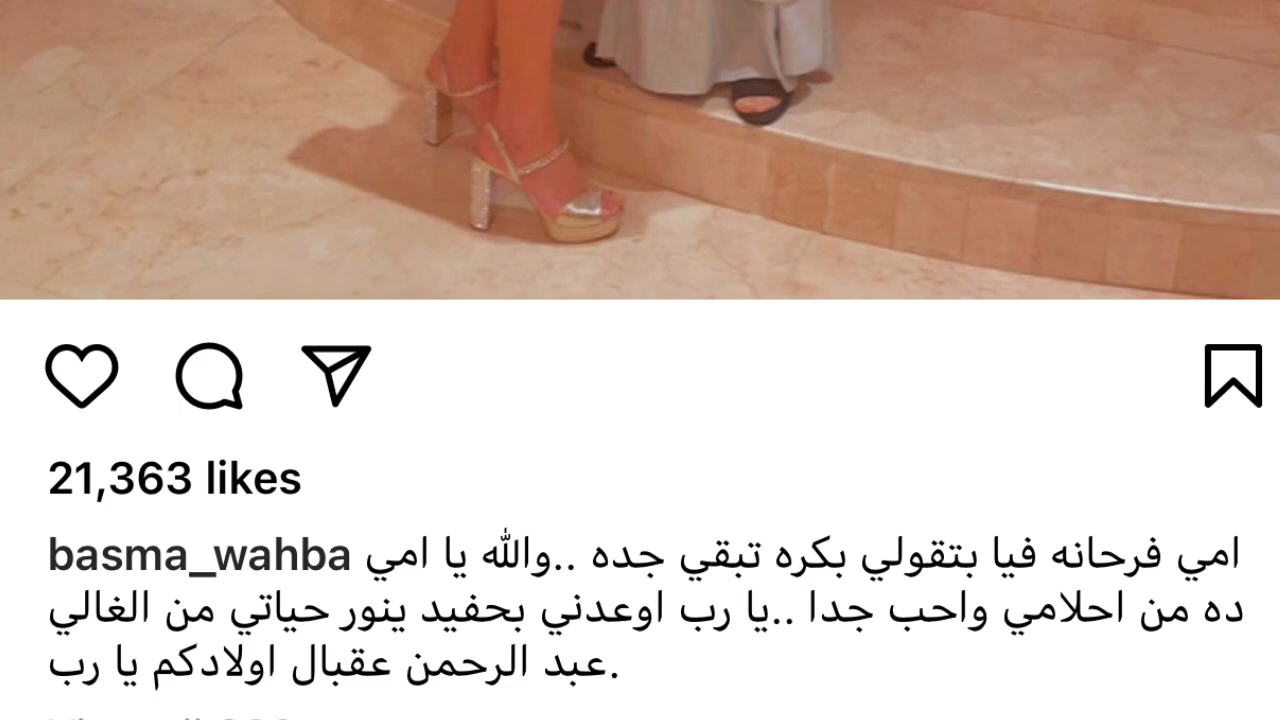 21,363 likes
basma_wahba امي فرحانه فيا بتقولي بكره تبقي جده ..والله يا امي
ده من احلامي واحب جدا ..يا رب اوعدني بحفيد ينور حياتي من الغالي
عبد الرحمن عقبال اولادكم يا رب.